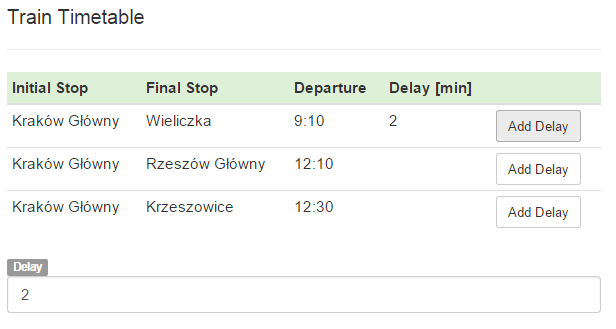 Train Timetable
Initial Stop Final Stop Departure Delay [min]
Kraków Główny Wieliczka 9:10 2 Add Delay
Kraków Główny Rzeszów Główny 12:10 Add Delay
Kraków Główny Krzeszowice 12:30 Add Delay
Delay
2